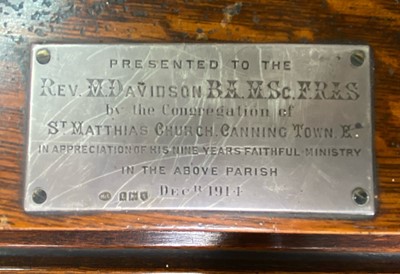 PRESENTED TO THE
REV. M. DAVIDSON B.A. M.Sc. F.R.A.S
by the Congregation of
ST MATTHIAS CHURCH, CANNING TOWN, E.
IN APPRECIATION OF HIS NINE YEARS FAITHFUL MINISTRY
IN THE ABOVE PARISH
DEC. 1914